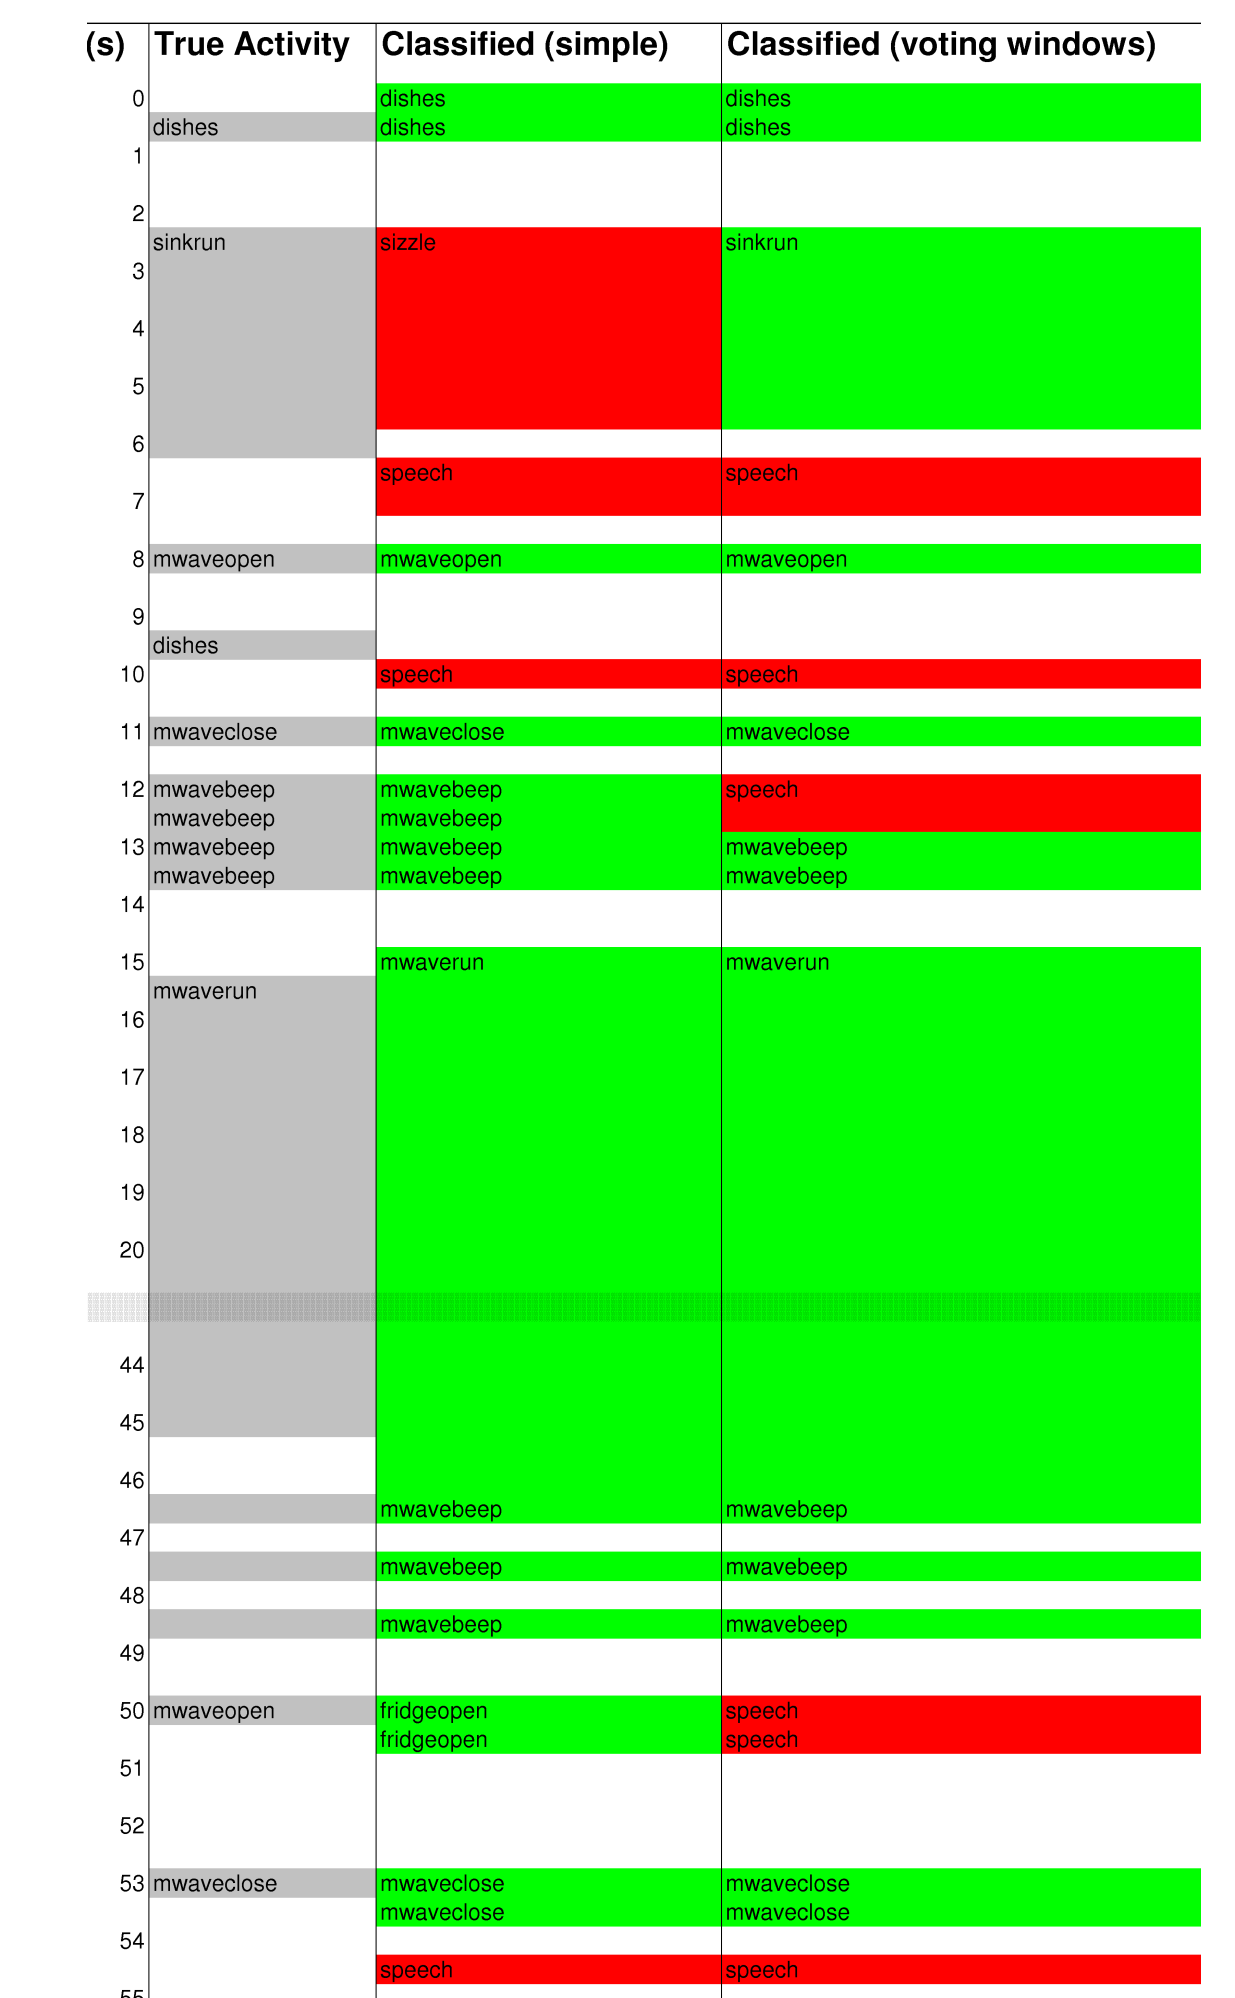 (s) True Activity Classified (simple) Classified (voting windows)
0 dishes dishes
dishes dishes dishes
1
2
sinkrun sizzle sinkrun
3
4
5
6
speech speech
7
8 mwaveopen mwaveopen mwaveopen
9
dishes
10 speech speech
11 mwaveclose mwaveclose mwaveclose
12 mwavebeep mwavebeep speech
mwavebeep mwavebeep
13 mwavebeep mwavebeep mwavebeep
mwavebeep mwavebeep mwavebeep
14
15 mwaverun mwaverun
mwaverun
16
17
18
19
20
44
45
46
mwavebeep mwavebeep
47
mwavebeep mwavebeep
48
mwavebeep mwavebeep
49
50 mwaveopen fridgeopen speech
fridgeopen speech
51
52
53 mwaveclose mwaveclose mwaveclose
mwaveclose mwaveclose
54
speech speech